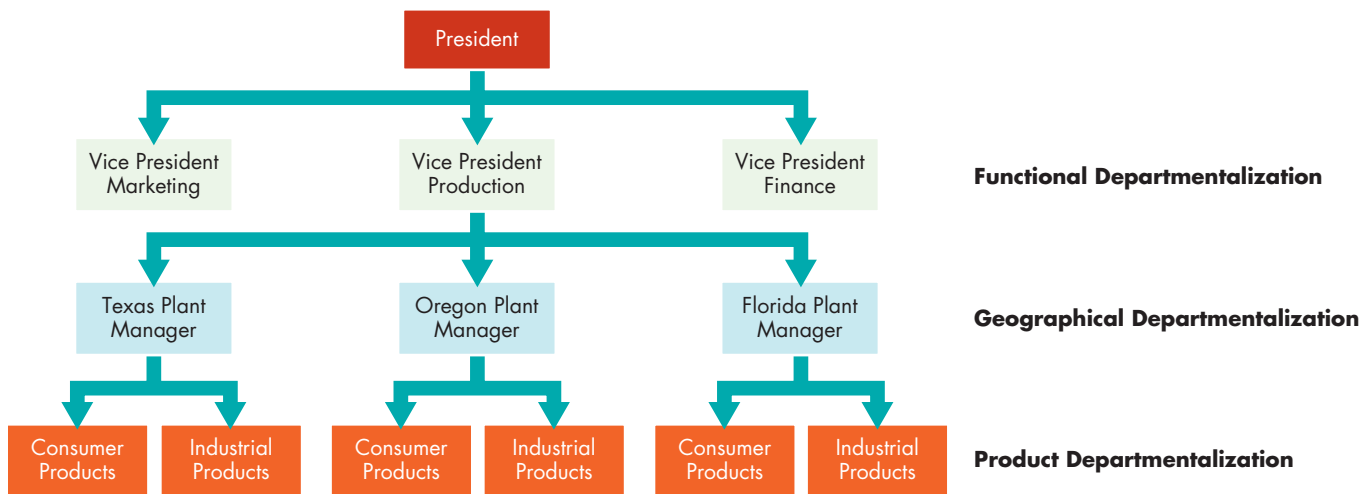 President
Vice President
Marketing
Vice President
Production
Vice President
Finance
Functional Departmentalization
Texas Plant
Manager
Oregon Plant
Manager
Florida Plant
Manager
Geographical Departmentalization
Consumer
Products
Industrial
Products
Consumer
Products
Industrial
Products
Consumer
Products
Industrial
Products
Product Departmentalization